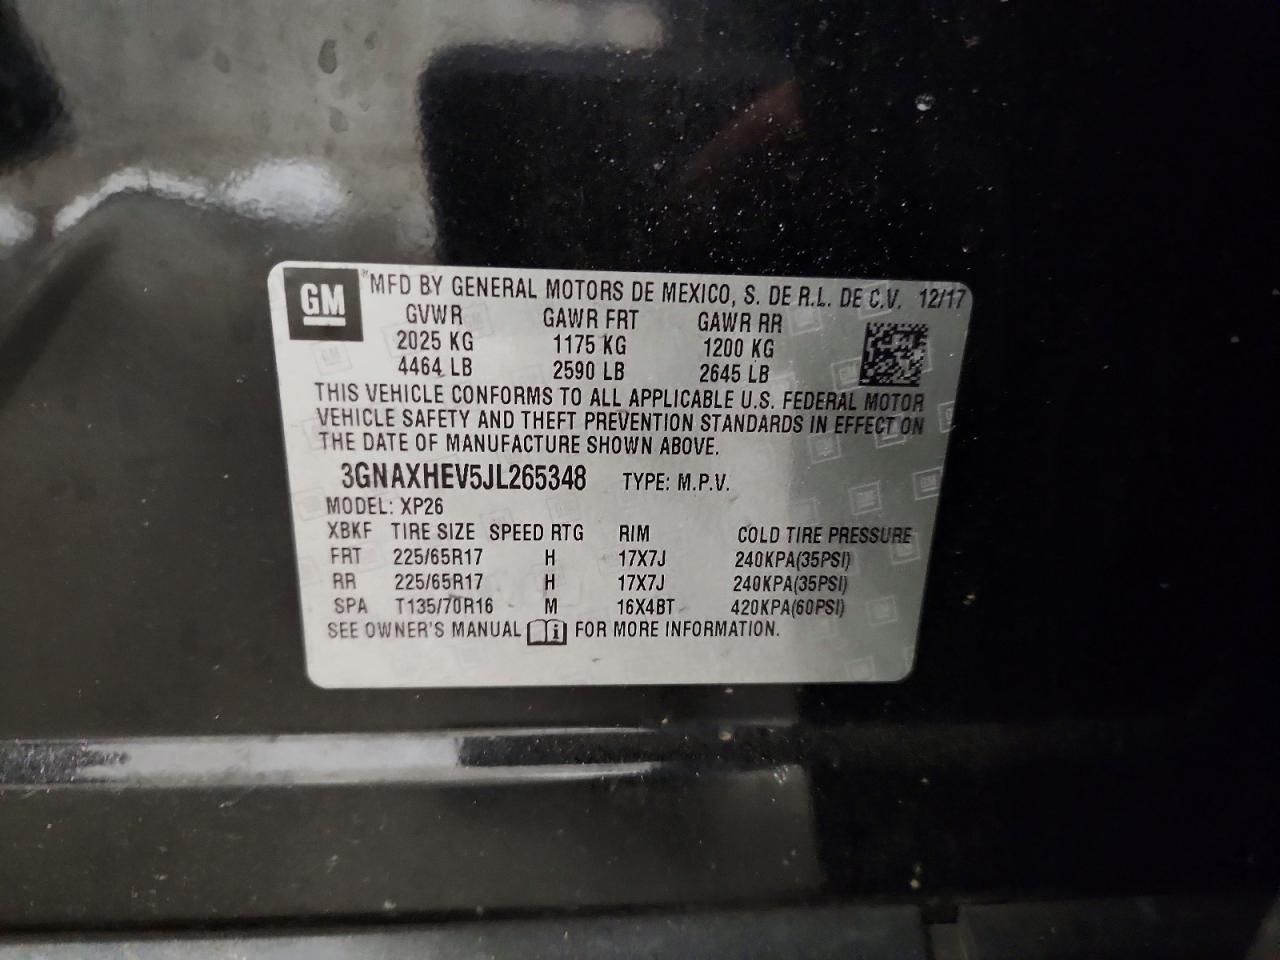 GM
MFD BY GENERAL MOTORS DE MEXICO, S. DE R.L. DE C.V. 12/17
GVWR GAWR FRT GAWR RR
2025 KG 1175 KG 1200 KG
4464 LB 2590 LB 2645 LB
THIS VEHICLE CONFORMS TO ALL APPLICABLE U.S. FEDERAL MOTOR
VEHICLE SAFETY AND THEFT PREVENTION STANDARDS IN EFFECT ON
THE DATE OF MANUFACTURE SHOWN ABOVE.
3GNAXHEV5JL265348 TYPE: M.P.V.
MODEL: XP26
XBKF TIRE SIZE SPEED RTG RIM COLD TIRE PRESSURE
FRT 225/65R17 H 17X7J 240KPA(35PSI)
RR 225/65R17 H 17X7J 240KPA(35PSI)
SPA T135/70R16 M 16X4BT 420KPA(60PSI)
SEE OWNER'S MANUAL i FOR MORE INFORMATION.